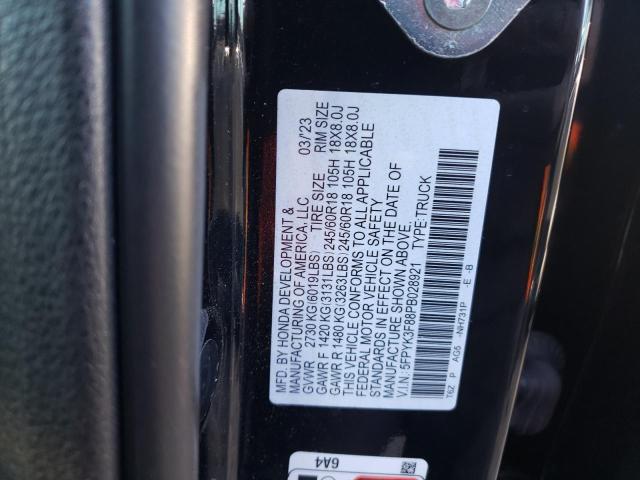 MFD. BY HONDA DEVELOPMENT &
MANUFACTURING OF AMERICA, LLC 03/23
GVWR 2730 KG(6019LBS) TIRE SIZE RIM SIZE
GAWR F 1420 KG(3131LBS) 245/60R18 105H 18X8.0J
GAWR R 1480 KG(3263LBS) 245/60R18 105H 18X8.0J
THIS VEHICLE CONFORMS TO ALL APPLICABLE
FEDERAL MOTOR VEHICLE SAFETY
STANDARDS IN EFFECT ON THE DATE OF
MANUFACTURE SHOWN ABOVE.
V.I.N: 5FPYK3F88PB028921 TYPE:TRUCK
T6Z P AG5 -NH731P -E -B
6A4